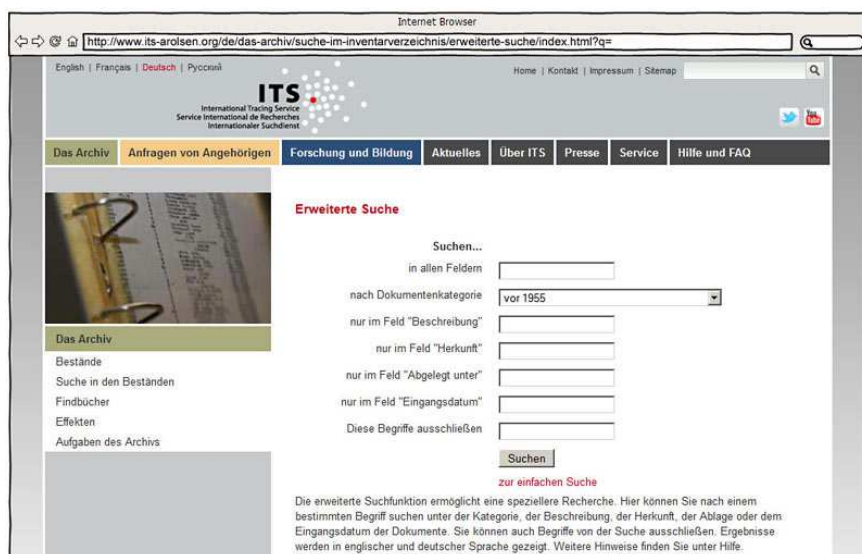 Internet Browser
http://www.its-arolsen.org/de/das-archiv/suche-im-inventarverzeichnis/erweiterte-suche/index.html?q=
English | Français | Deutsch | Русский
Home | Kontakt | Impressum | Sitemap
ITS
International Tracing Service
Service International de Recherches
Internationaler Suchdienst
You Tube
Das Archiv Anfragen von Angehörigen Forschung und Bildung Aktuelles Über ITS Presse Service Hilfe und FAQ
Erweiterte Suche
Suchen...
in allen Feldern
nach Dokumentenkategorie vor 1955
nur im Feld "Beschreibung"
nur im Feld "Herkunft"
nur im Feld "Abgelegt unter"
nur im Feld "Eingangsdatum"
Diese Begriffe ausschließen
Suchen
zur einfachen Suche
Das Archiv
Bestände
Suche in den Beständen
Findbücher
Effekten
Aufgaben des Archivs
Die erweiterte Suchfunktion ermöglicht eine speziellere Recherche. Hier können Sie nach einem
bestimmten Begriff suchen unter der Kategorie, der Beschreibung, der Herkunft, der Ablage oder dem
Eingangsdatum der Dokumente. Sie können auch Begriffe von der Suche ausschließen. Ergebnisse
werden in englischer und deutscher Sprache gezeigt. Weitere Hinweise finden Sie unter Hilfe.